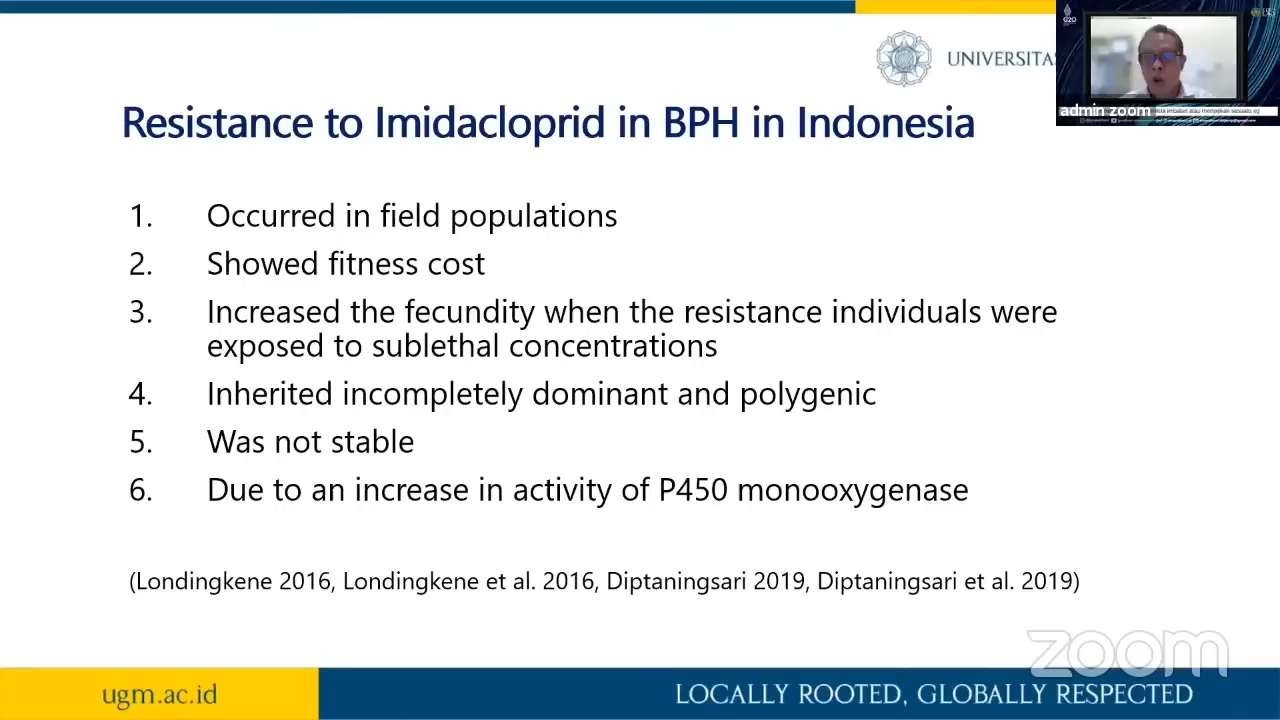 G20
UNIVERSITAS
admin zoom
Resistance to Imidacloprid in BPH in Indonesia
1. Occurred in field populations
2. Showed fitness cost
3. Increased the fecundity when the resistance individuals were
exposed to sublethal concentrations
4. Inherited incompletely dominant and polygenic
5. Was not stable
6. Due to an increase in activity of P450 monooxygenase
(Londingkene 2016, Londingkene et al. 2016, Diptaningsari 2019, Diptaningsari et al. 2019)
zoom
ugm.ac.id
LOCALLY ROOTED, GLOBALLY RESPECTED